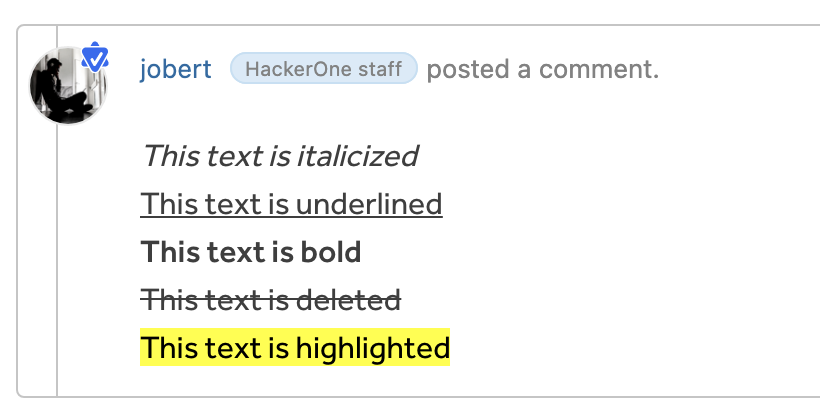 jobert HackerOne staff posted a comment.
This text is italicized
This text is underlined
This text is bold
This text is deleted
This text is highlighted